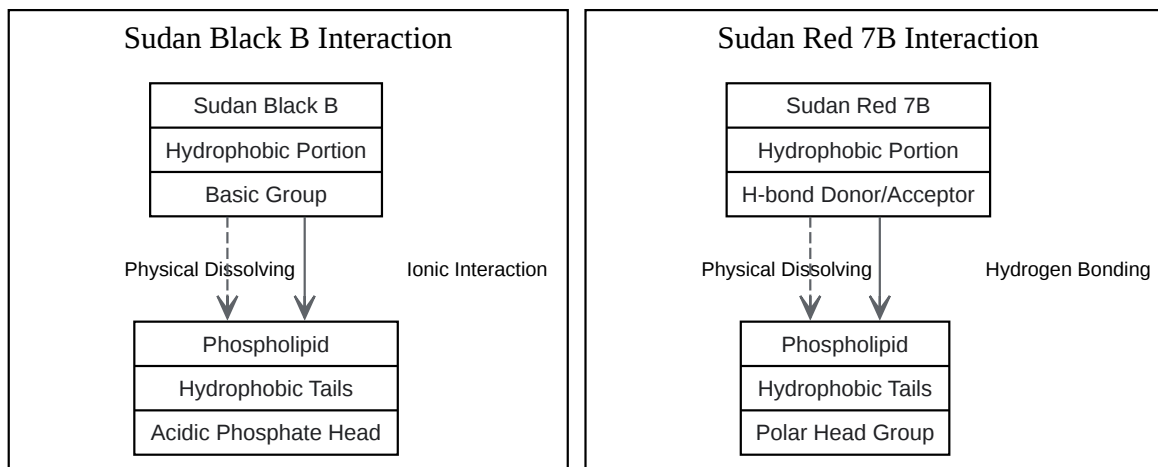 Sudan Black B Interaction
Sudan Black B
Hydrophobic Portion
Basic Group
Physical Dissolving
Ionic Interaction
Phospholipid
Hydrophobic Tails
Acidic Phosphate Head
Sudan Red 7B Interaction
Sudan Red 7B
Hydrophobic Portion
H-bond Donor/Acceptor
Physical Dissolving
Hydrogen Bonding
Phospholipid
Hydrophobic Tails
Polar Head Group